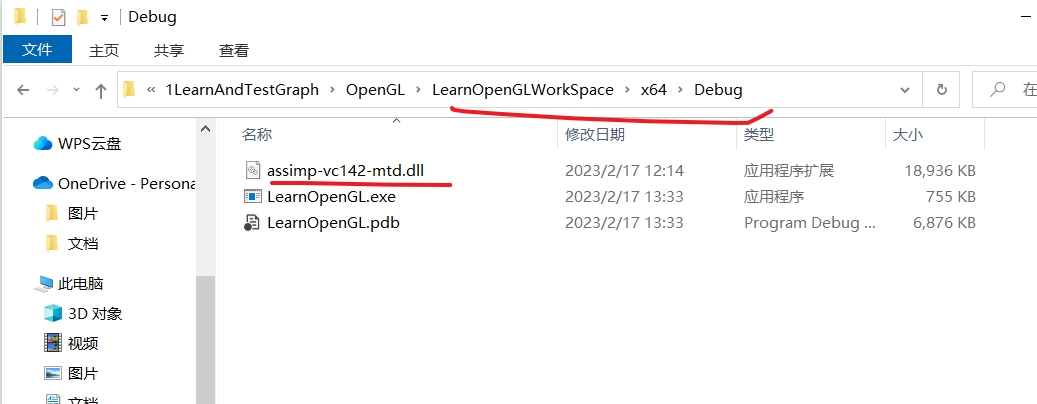 Debug
文件 主页 共享 查看
« 1LearnAndTestGraph › OpenGL › LearnOpenGLWorkSpace › x64 › Debug 在
名称 修改日期 类型 大小
WPS云盘
OneDrive - Persona
图片
文档
此电脑
3D 对象
视频
图片
文档
assimp-vc142-mtd.dll 2023/2/17 12:14 应用程序扩展 18,936 KB
LearnOpenGL.exe 2023/2/17 13:33 应用程序 755 KB
LearnOpenGL.pdb 2023/2/17 13:33 Program Debug ... 6,876 KB